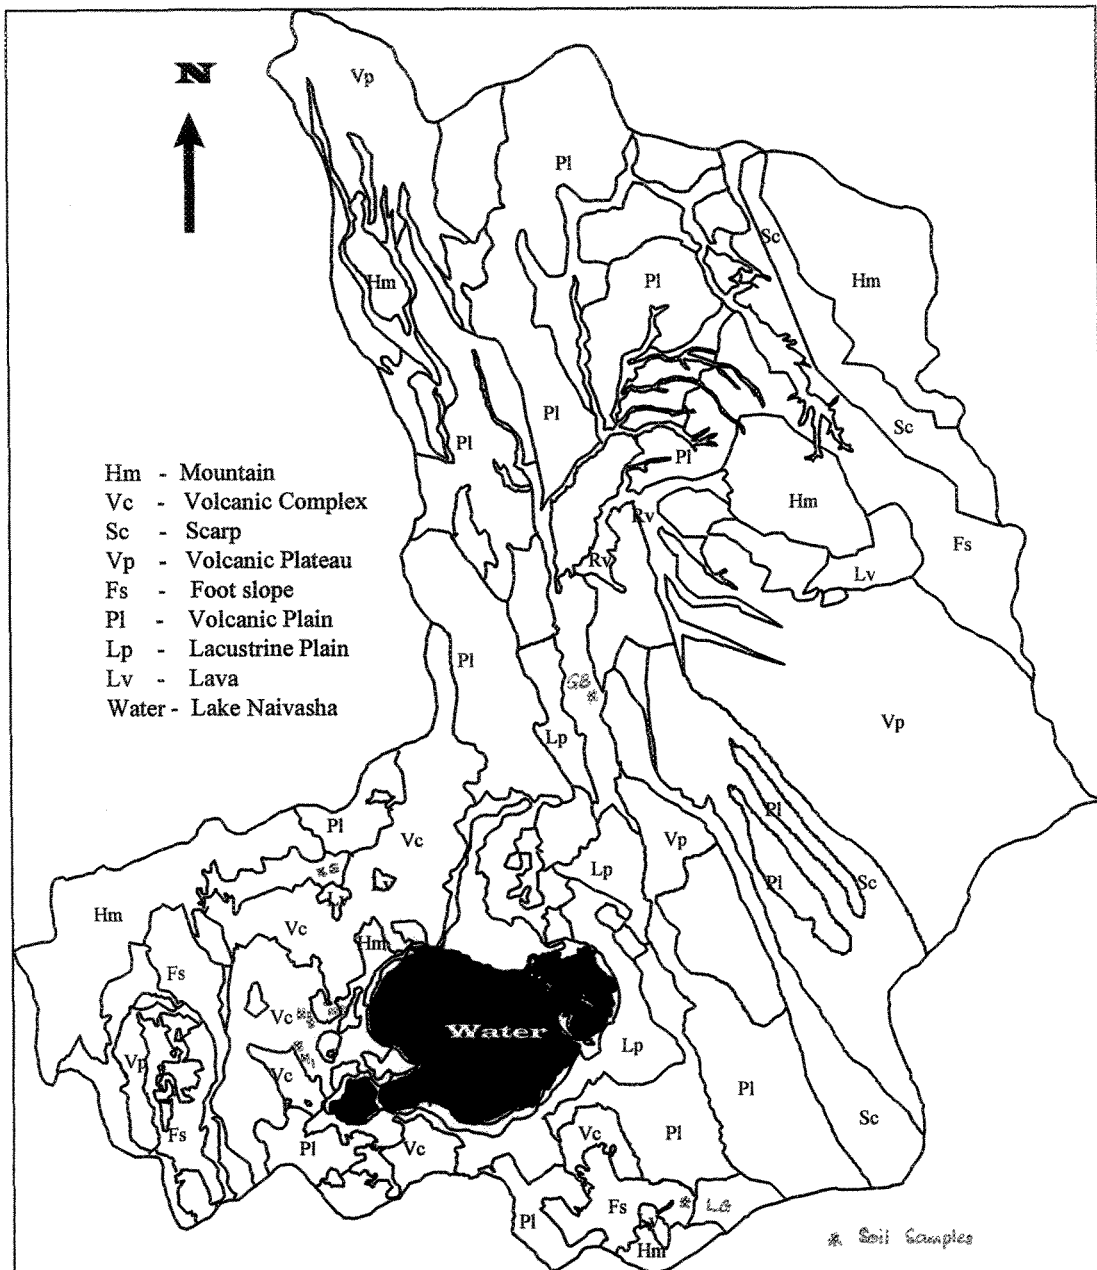 N
Vp
Pl
Sc
Hm
Hm
Pl
Pl
Sc
Pl
Pl
Hm
Rv
Fs
Rv
Lv
Hm - Mountain
Vc - Volcanic Complex
Sc - Scarp
Vp - Volcanic Plateau
Fs - Foot slope
Pl - Volcanic Plain
Lp - Lacustrine Plain
Lv - Lava
Water - Lake Naivasha
Pl
GB
*
Vp
Lp
Pl
Pl
Vc
Vp
Lp
Pl
Sc
Hm
Vc
Hm
Fs
Vc
Water
Lp
Vp
Vc
Pl
Fs
Pl
Vc
Vc
Pl
Sc
Fs
* LG
Pl
Hm
* Soil Samples